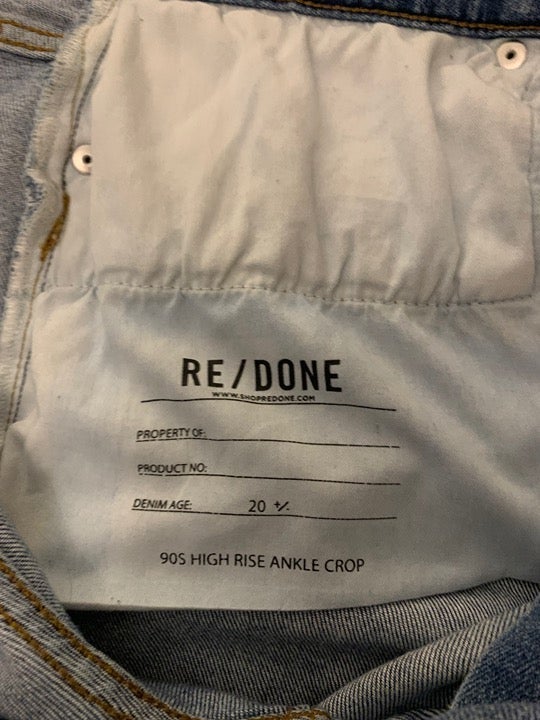 RE/DONE
WWW.SHOPREDONE.COM
PROPERTY OF:
PRODUCT NO:
DENIM AGE: 20 +/-
90S HIGH RISE ANKLE CROP